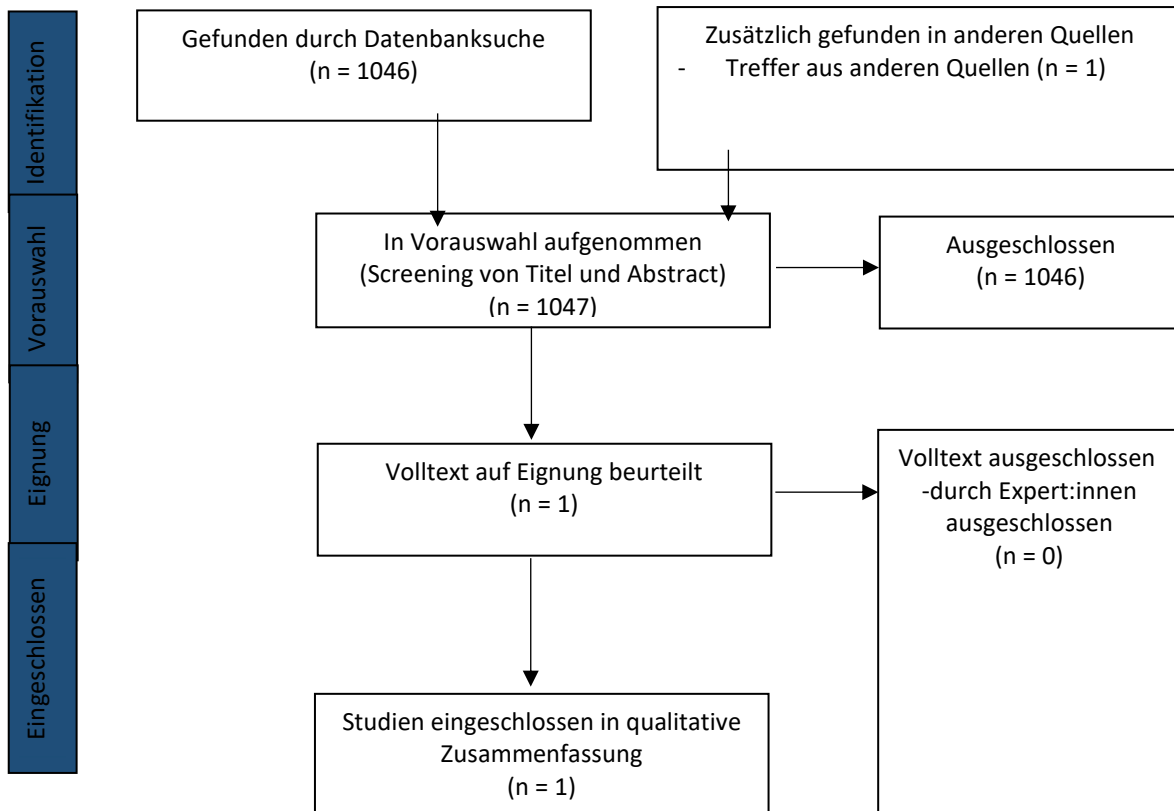 Identifikation
Gefunden durch Datenbanksuche
(n = 1046)
Zusätzlich gefunden in anderen Quellen
- Treffer aus anderen Quellen (n = 1)
Vorauswahl
In Vorauswahl aufgenommen
(Screening von Titel und Abstract)
(n = 1047)
Ausgeschlossen
(n = 1046)
Eignung
Volltext auf Eignung beurteilt
(n = 1)
Volltext ausgeschlossen
-durch Expert:innen
ausgeschlossen
(n = 0)
Eingeschlossen
Studien eingeschlossen in qualitative
Zusammenfassung
(n = 1)